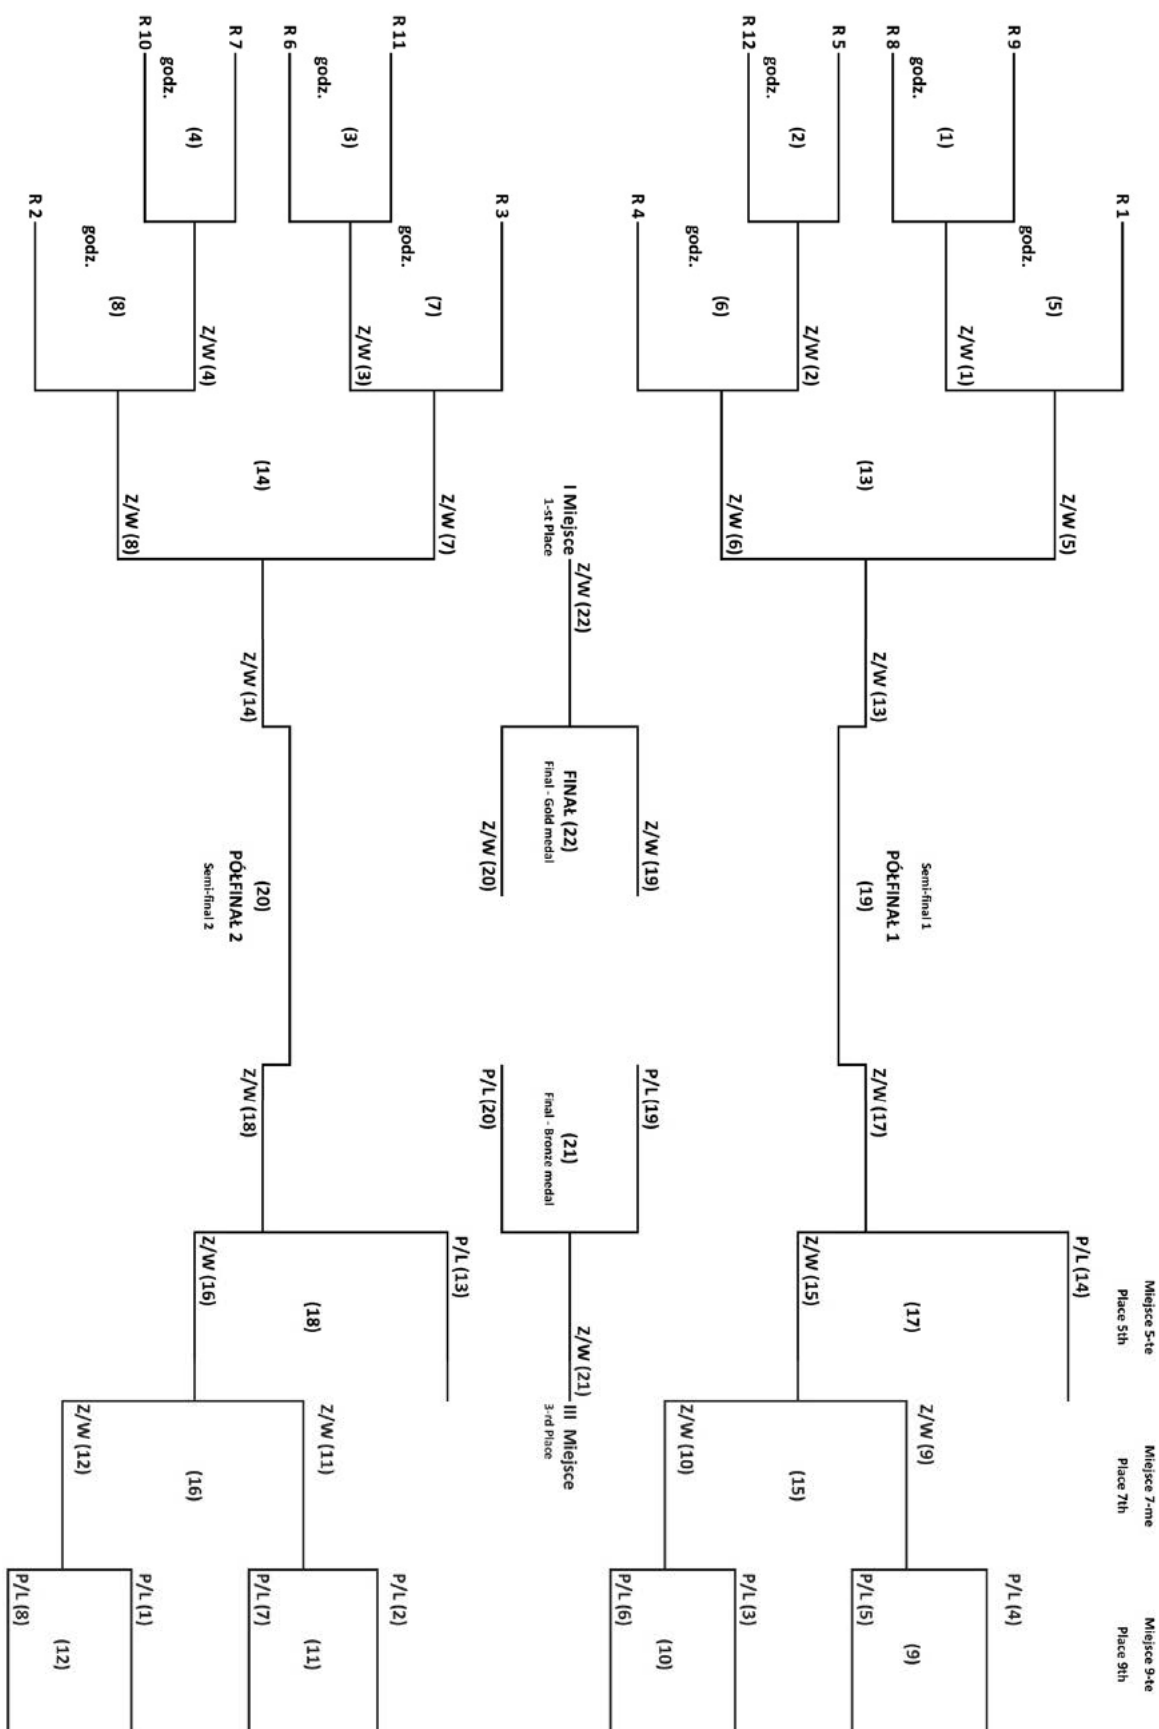 Miejsce 5-te
Place 5th
Miejsce 7-me
Place 7th
Miejsce 9-te
Place 9th
R 1
godz.
(5)
R 9
(1)
godz.
R 8
Z/W (1)
Z/W (5)
(13)
R 5
(2)
godz.
R 12
Z/W (2)
(6)
godz.
R 4
Z/W (6)
Z/W (13)
Semi-final 1
PÓŁFINAŁ 1
(19)
Z/W (17)
P/L (14)
(17)
Z/W (15)
Z/W (9)
(15)
Z/W (10)
P/L (4)
(9)
P/L (5)
P/L (3)
(10)
P/L (6)
I Miejsce
1-st Place
Z/W (22)
Z/W (19)
FINAŁ (22)
Final - Gold medal
Z/W (20)
P/L (19)
(21)
Final - Bronze medal
P/L (20)
Z/W (21)
III Miejsce
3-rd Place
R 3
(7)
godz.
R 11
(3)
godz.
R 6
Z/W (3)
Z/W (7)
(14)
R 7
(4)
godz.
R 10
Z/W (4)
(8)
godz.
R 2
Z/W (8)
Z/W (14)
(20)
PÓŁFINAŁ 2
Semi-final 2
Z/W (18)
P/L (13)
(18)
Z/W (16)
Z/W (11)
(16)
Z/W (12)
P/L (2)
(11)
P/L (7)
P/L (1)
(12)
P/L (8)